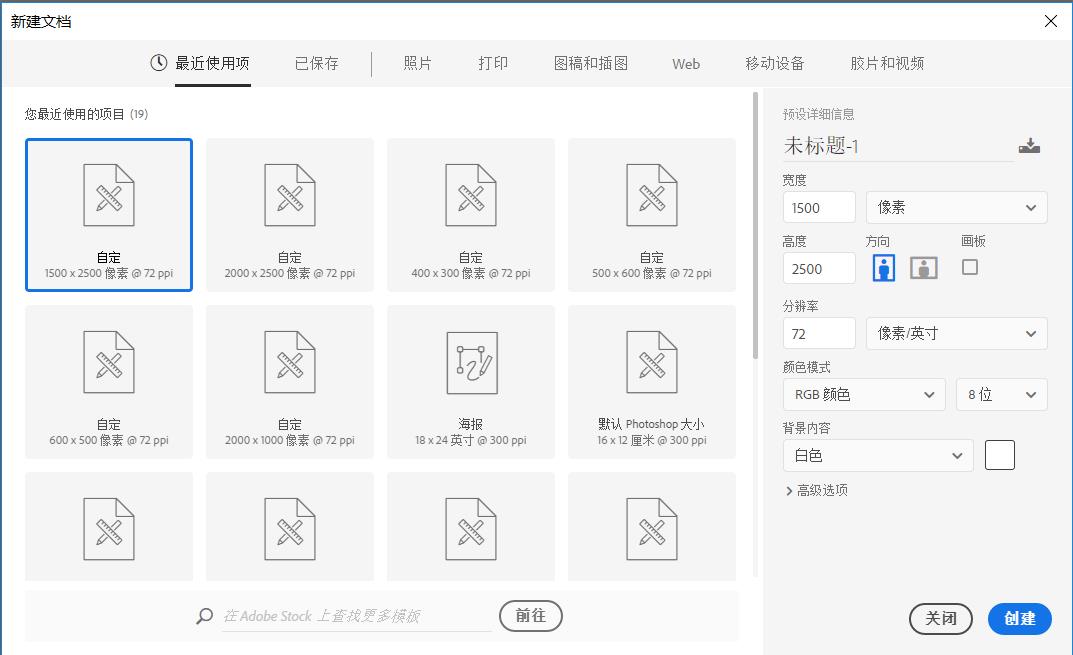 新建文档
最近使用项
已保存
照片
打印
图稿和插图
Web
移动设备
胶片和视频
您最近使用的项目 (19)
自定
1500 x 2500 像素 @ 72 ppi
自定
2000 x 2500 像素 @ 72 ppi
自定
400 x 300 像素 @ 72 ppi
自定
500 x 600 像素 @ 72 ppi
自定
600 x 500 像素 @ 72 ppi
自定
2000 x 1000 像素 @ 72 ppi
海报
18 x 24 英寸 @ 300 ppi
默认 Photoshop 大小
16 x 12 厘米 @ 300 ppi
在 Adobe Stock 上查找更多模板
前往
预设详细信息
未标题-1
宽度
1500
像素
高度
方向
画板
2500
分辨率
72
像素/英寸
颜色模式
RGB 颜色
8 位
背景内容
白色
高级选项
关闭
创建